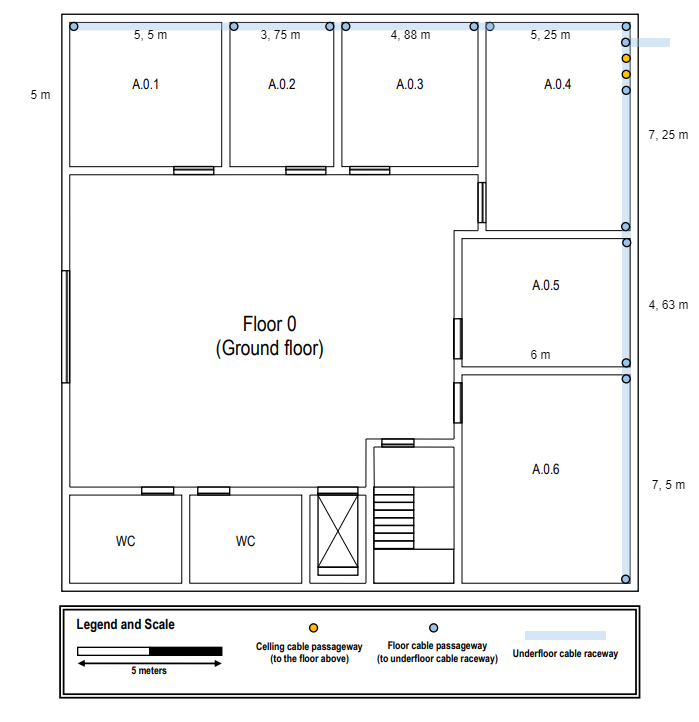 5, 5 m
3, 75 m
4, 88 m
5, 25 m
A.0.1
A.0.2
A.0.3
A.0.4
5 m
7, 25 m
A.0.5
4, 63 m
Floor 0
(Ground floor)
6 m
A.0.6
7, 5 m
WC
WC
Legend and Scale
5 meters
Celling cable passageway
(to the floor above)
Floor cable passageway
(to underfloor cable raceway)
Underfloor cable raceway